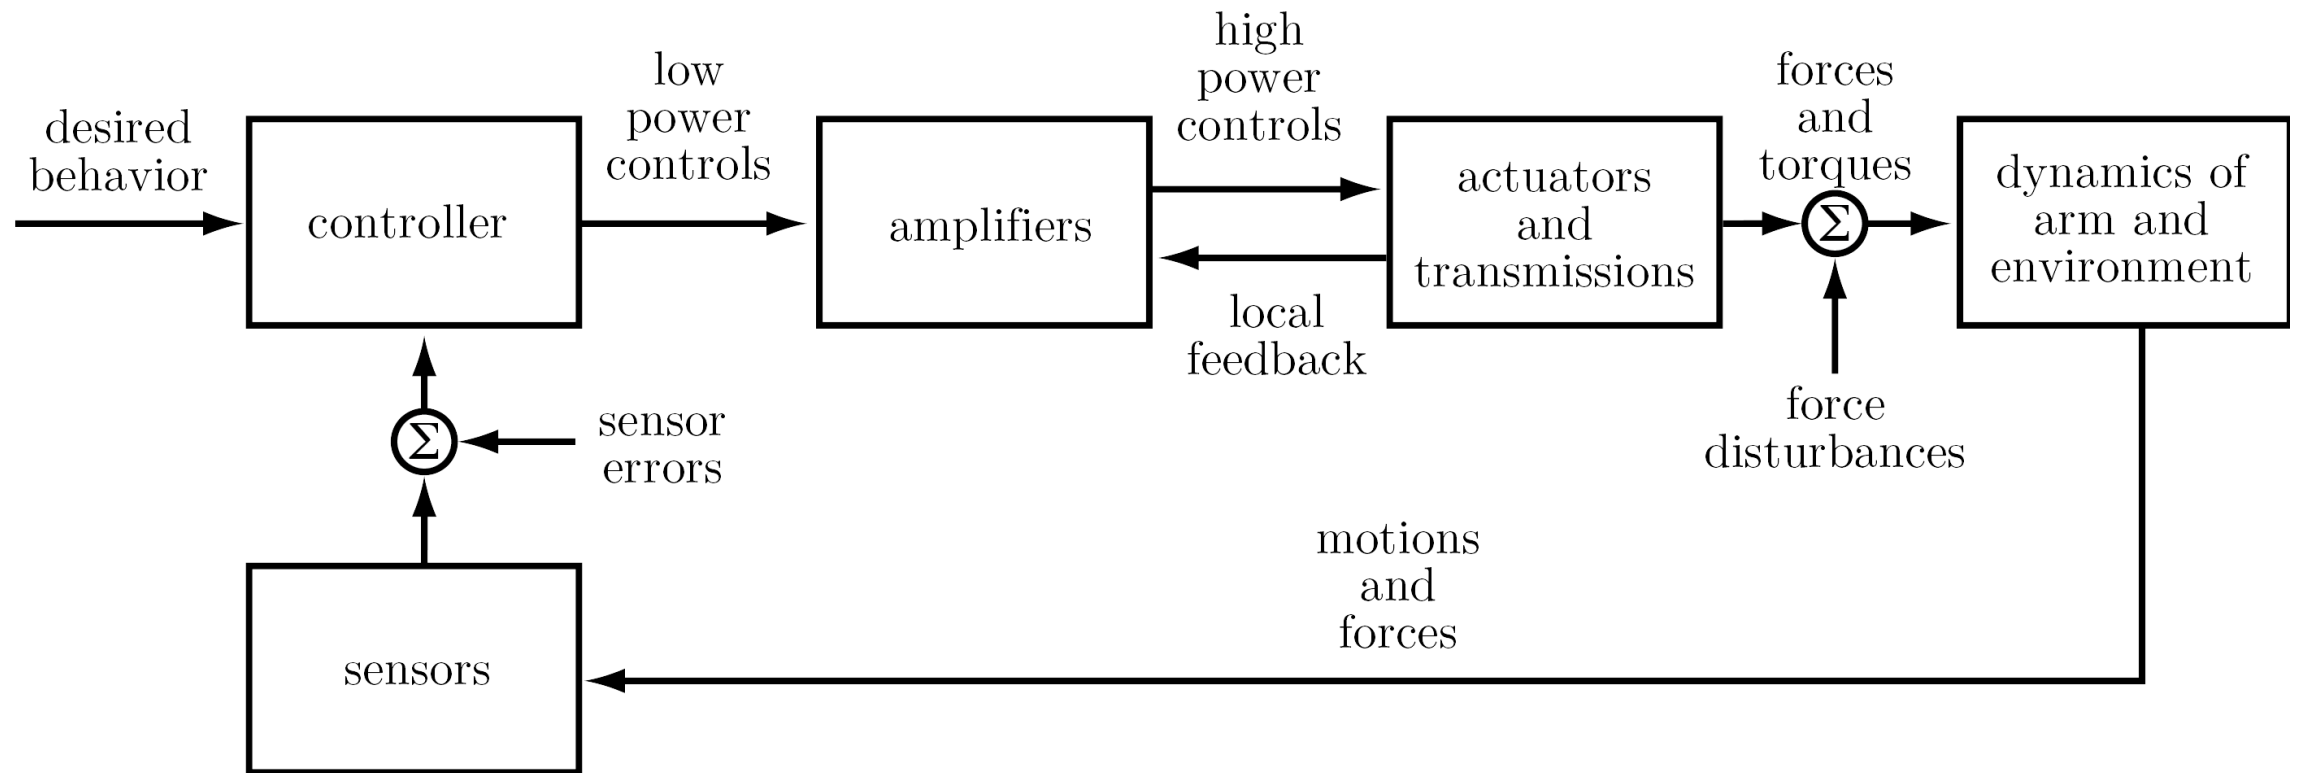 desired
behavior
controller
low
power
controls
amplifiers
high
power
controls
local
feedback
actuators
and
transmissions
forces
and
torques
Σ
force
disturbances
dynamics of
arm and
environment
Σ
sensor
errors
motions
and
forces
sensors